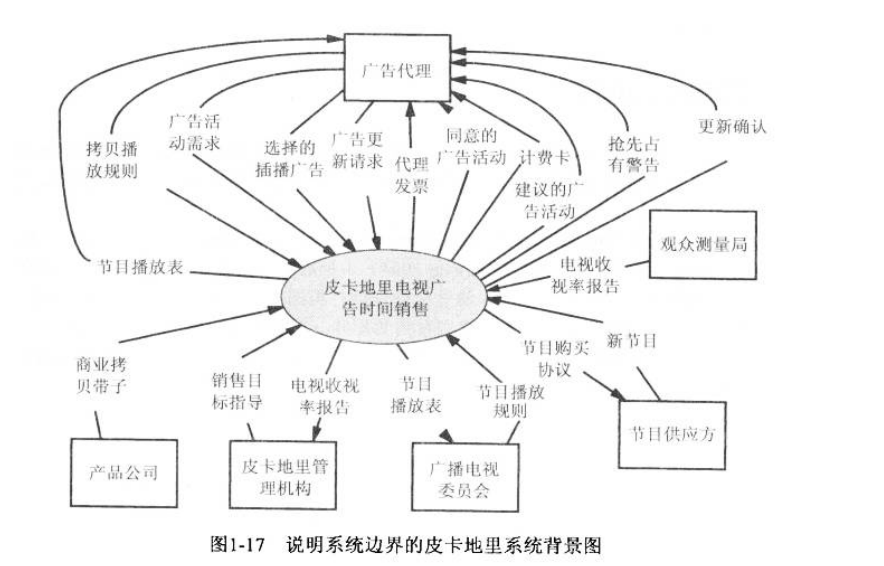 广告代理
更新确认
广告活
动需求
拷贝播
放规则
选择的
插播广告
广告更
新请求
代理
发票
同意的
广告活动
计费卡
抢先占
有警告
建议的广
告活动
观众测量局
节目播放表
电视收
视率报告
皮卡地里电视广
告时间销售
商业拷
贝带子
销售目
标指导
电视收视
率报告
节目
播放表
节目播放
规则
节目购买
协议
新节目
产品公司
皮卡地里管
理机构
广播电视
委员会
节目供应方
图1-17 说明系统边界的皮卡地里系统背景图